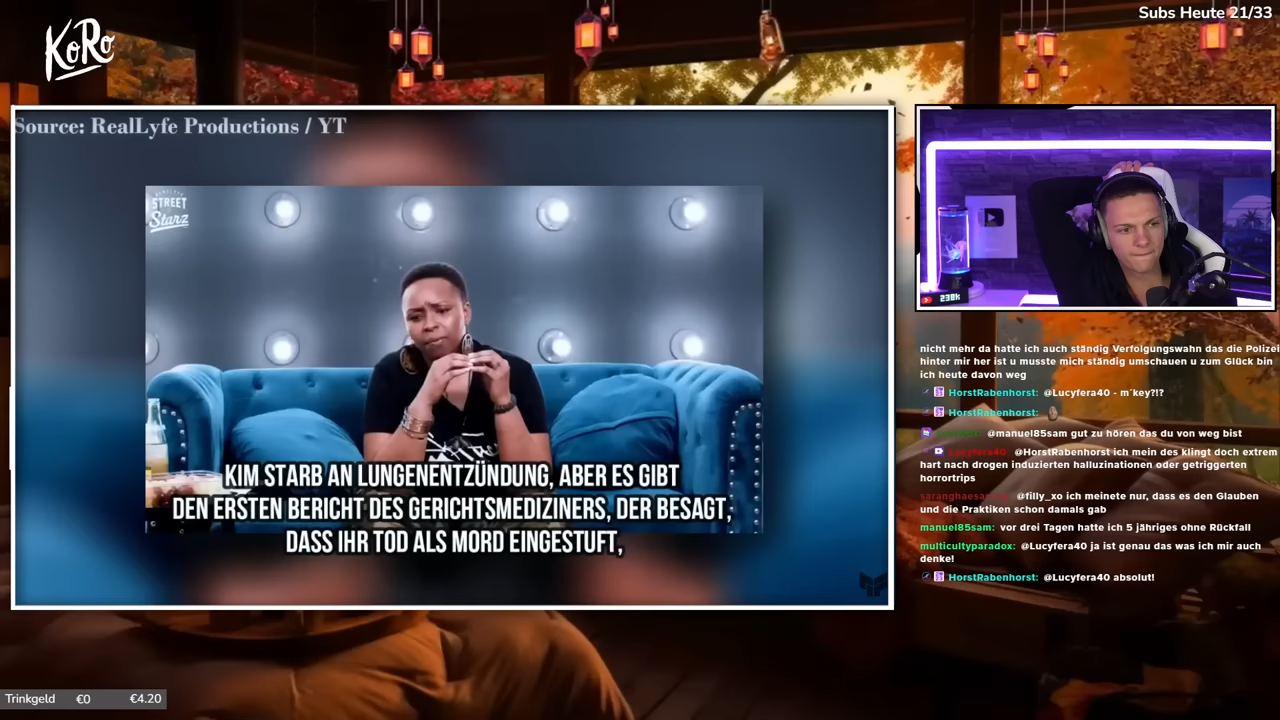 KoRo
Subs Heute 21/33
Source: RealLyfe Productions / YT
STREET
Starz
KIM STARB AN LUNGENENTZÜNDUNG, ABER ES GIBT
DEN ERSTEN BERICHT DES GERICHTSMEDIZINERS, DER BESAGT,
DASS IHR TOD ALS MORD EINGESTUFT,
238k
nicht mehr da hatte ich auch ständig Verfolgungswahn das die Polizei
hinter mir her ist u musste mich ständig umschauen u zum Glück bin
ich heute davon weg
HorstRabenhorst: @Lucyfera40 - m´key?!?
HorstRabenhorst:
@manuel85sam gut zu hören das du von weg bist
Lucyfera40 @HorstRabenhorst ich mein des klingt doch extrem
hart nach drogen induzierten halluzinationen oder getriggerten
horrortrips
@filly_xo ich meinete nur, dass es den Glauben
und die Praktiken schon damals gab
manuel85sam: vor drei Tagen hatte ich 5 jähriges ohne Rückfall
multicultyparadox: @Lucyfera40 ja ist genau das was ich mir auch
denke!
HorstRabenhorst: @Lucyfera40 absolut!
Trinkgeld €0 €4.20